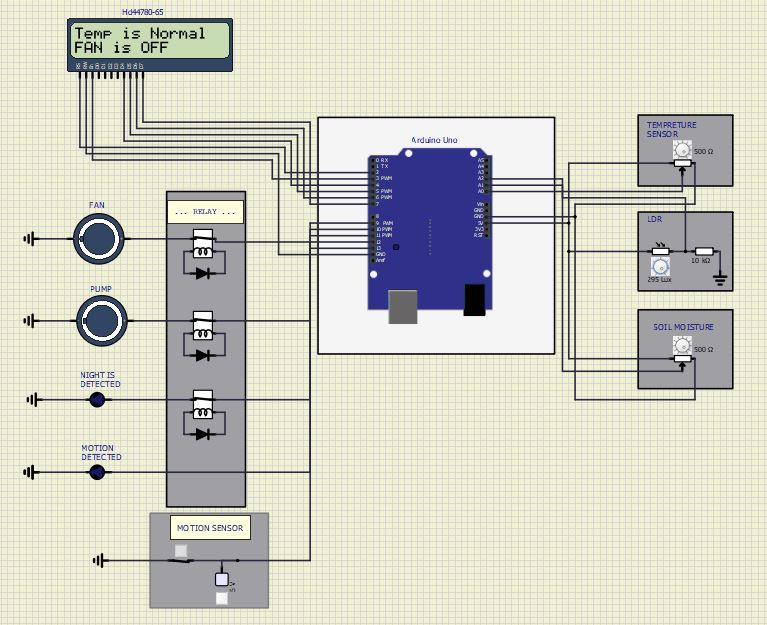 Hd44780-65
Temp is Normal
FAN is OFF
Arduino Uno
0 RX
1 TX
2
3 PWM
4
5 PWM
6 PWM
7
8
9 PWM
10 PWM
11 PWM
12
13
GND
Aref
A5
A4
A3
A2
A1
A0
Vin
GND
GND
5V
3V3
RST
TEMPRETURE
SENSOR
500 Ω
LDR
10 kΩ
295 Lux
SOIL MOISTURE
500 Ω
... RELAY ...
FAN
PUMP
NIGHT IS
DETECTED
MOTION
DETECTED
MOTION SENSOR
5 V